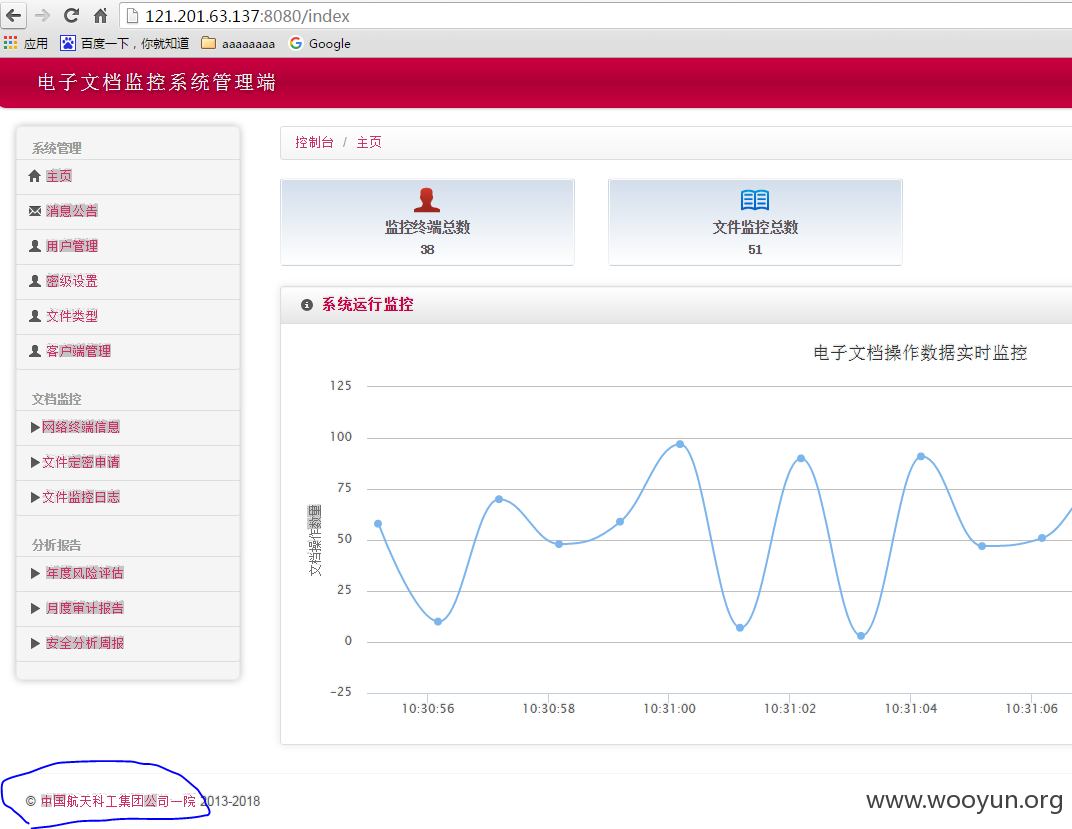 121.201.63.137:8080/index
应用 百度一下，你就知道 aaaaaaaa Google
电子文档监控系统管理端
系统管理
主页
消息公告
用户管理
密级设置
文件类型
客户端管理
文档监控
网络终端信息
文件定密申请
文件监控日志
分析报告
年度风险评估
月度审计报告
安全分析周报
控制台 / 主页
监控终端总数
38
文件监控总数
51
系统运行监控
电子文档操作数据实时监控
文档操作数量
125
100
75
50
25
0
-25
10:30:56 10:30:58 10:31:00 10:31:02 10:31:04 10:31:06
© 中国航天科工集团公司一院 2013-2018
www.wooyun.org